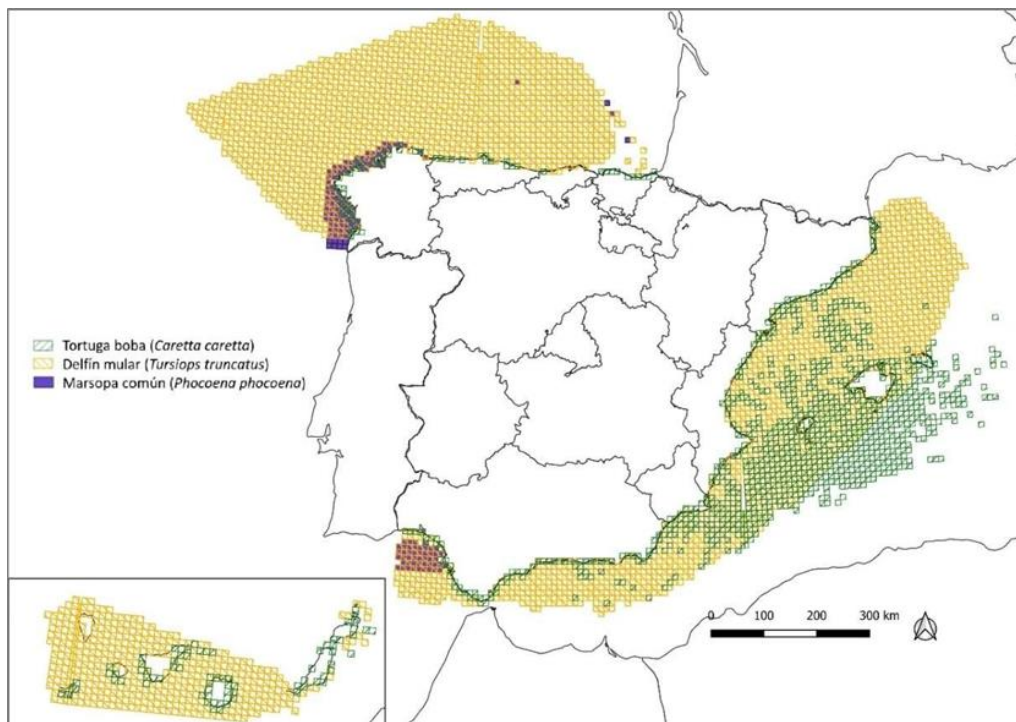 Tortuga boba (Caretta caretta)
Delfín mular (Tursiops truncatus)
Marsopa común (Phocoena phocoena)
0 100 200 300 km